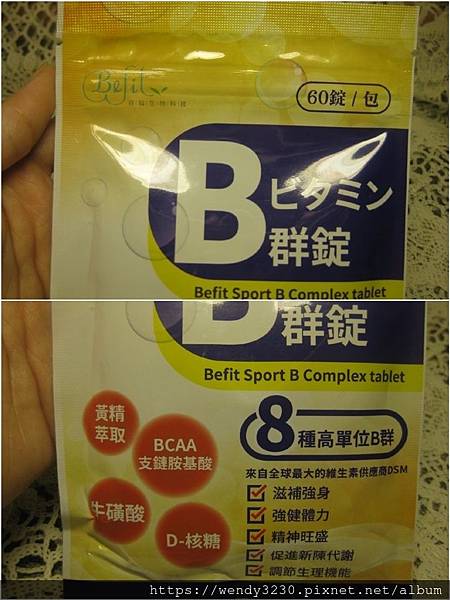 Befit
60錠/包
B
ビタミン
群錠
Befit Sport B Complex tablet
群錠
Befit Sport B Complex tablet
黃精
萃取
BCAA
支鏈胺基酸
牛磺酸
D-核糖
8種高單位B群
來自全球最大的維生素供應商DSM
滋補強身
強健體力
精神旺盛
促進新陳代謝
調節生理機能
https://wendy3230.pixnet.net/album